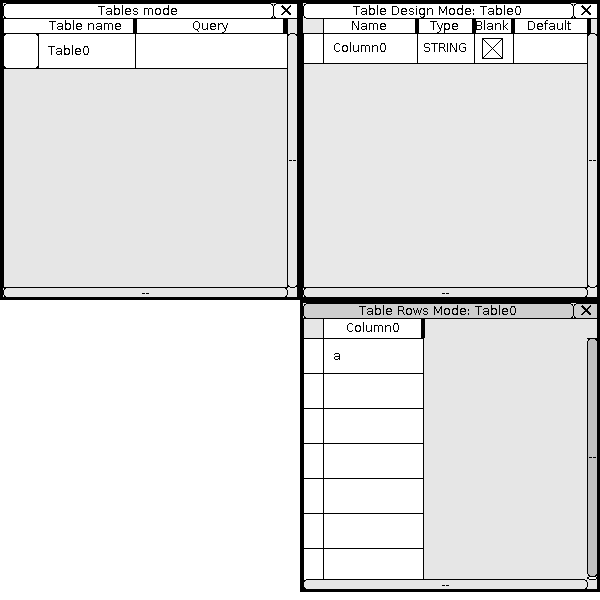 Tables mode
Table name Query
Table0
--
--
Table Design Mode: Table0
Name Type Blank Default
Column0 STRING
--
--
Table Rows Mode: Table0
Column0
a
--
--